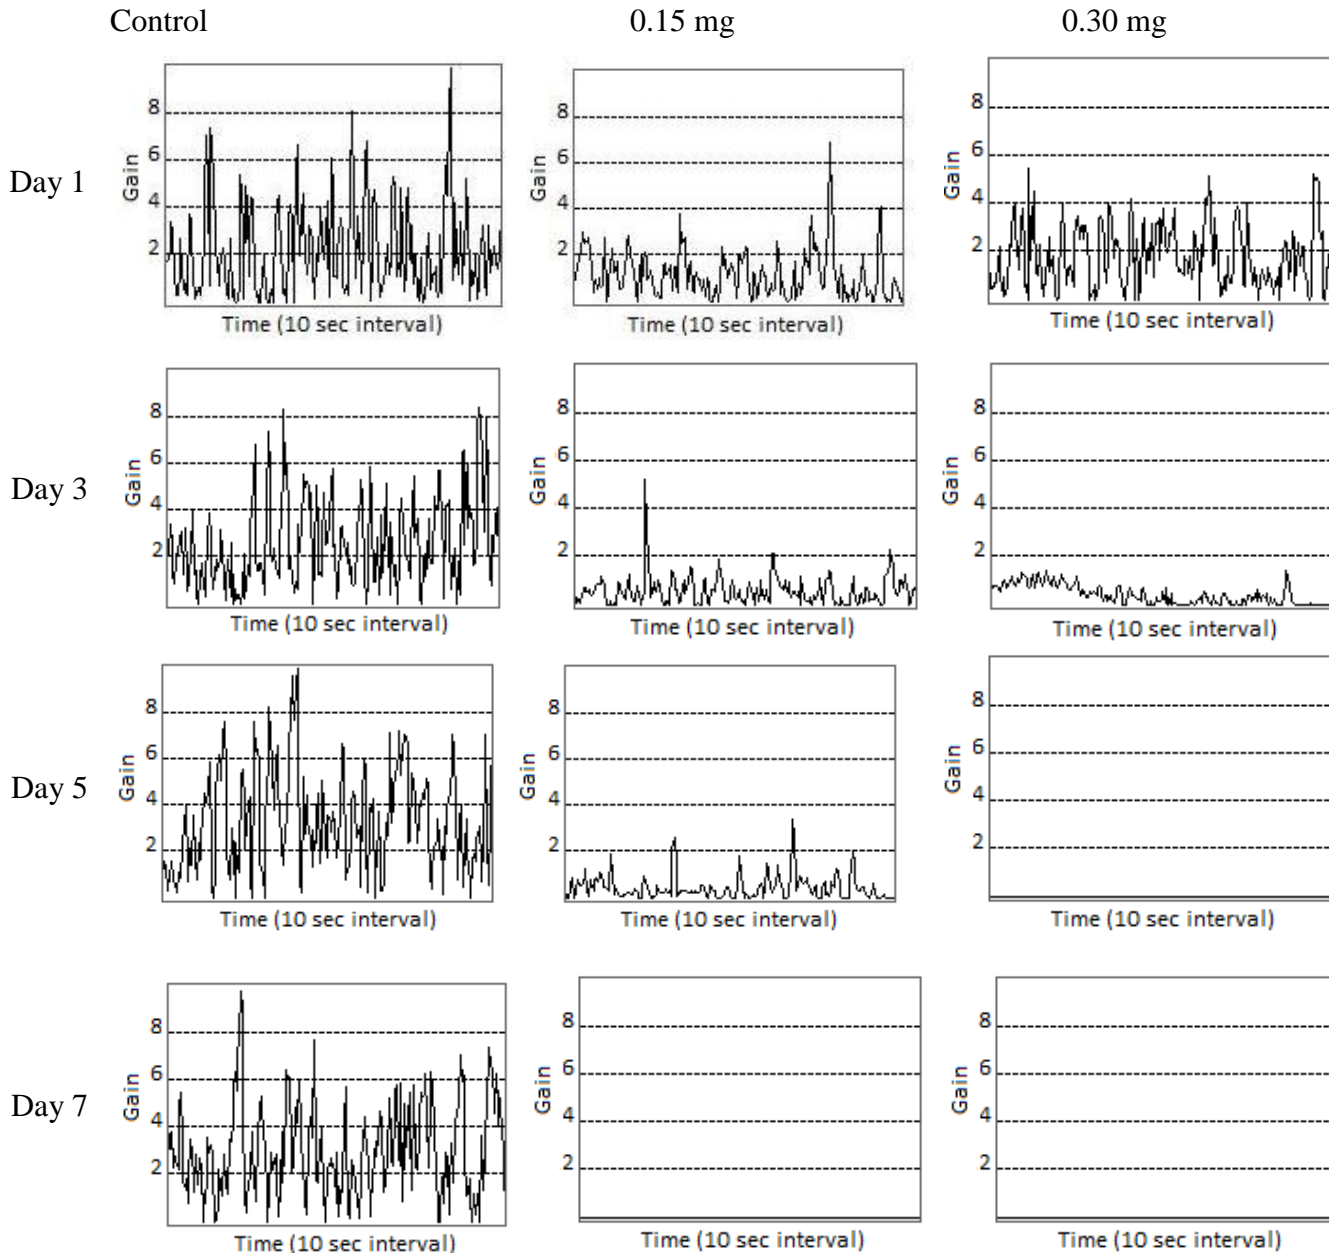 Control 0.15 mg 0.30 mg
Day 1
Gain
8
6
4
2
Time (10 sec interval)
Gain
8
6
4
2
Time (10 sec interval)
Gain
8
6
4
2
Time (10 sec interval)
Day 3
Gain
8
6
4
2
Time (10 sec interval)
Gain
8
6
4
2
Time (10 sec interval)
Gain
8
6
4
2
Time (10 sec interval)
Day 5
Gain
8
6
4
2
Time (10 sec interval)
Gain
8
6
4
2
Time (10 sec interval)
Gain
8
6
4
2
Time (10 sec interval)
Day 7
Gain
8
6
4
2
Time (10 sec interval)
Gain
8
6
4
2
Time (10 sec interval)
Gain
8
6
4
2
Time (10 sec interval)